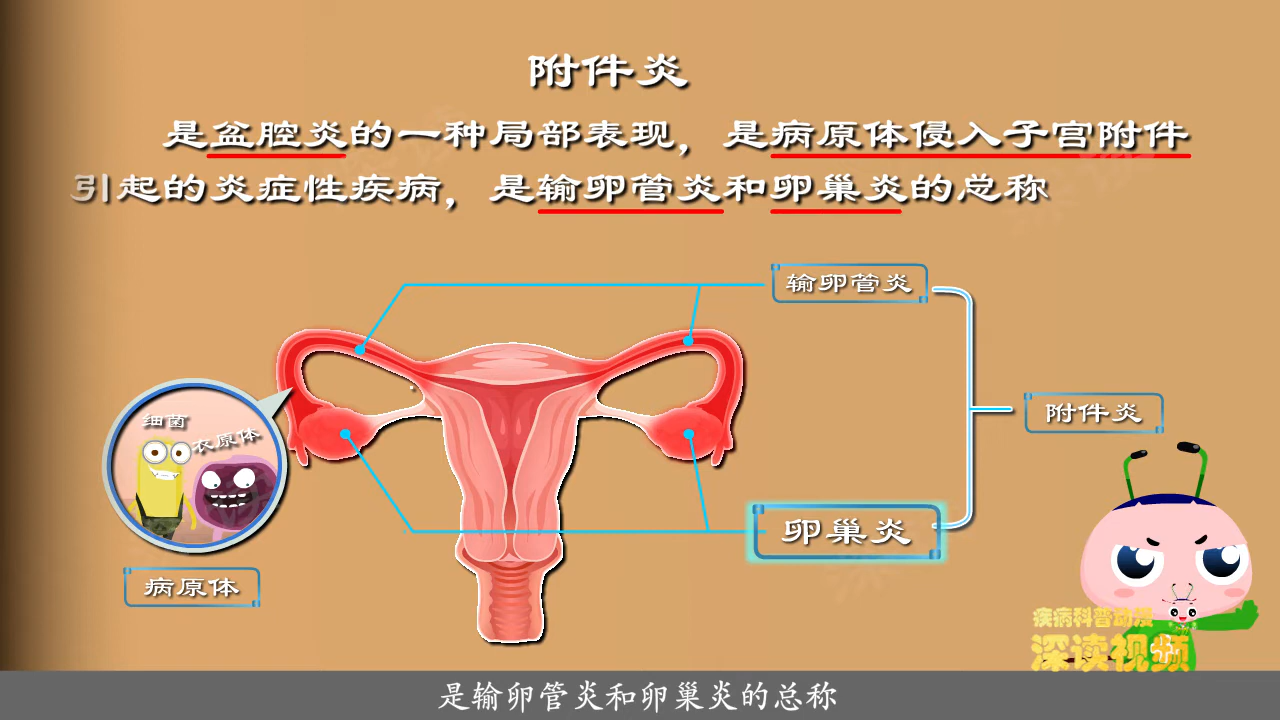 附件炎
是盆腔炎的一种局部表现，是病原体侵入子宫附件
引起的炎症性疾病，是输卵管炎和卵巢炎的总称
输卵管炎
附件炎
细菌
衣原体
卵巢炎
病原体
疾病科普动漫
深读视频
是输卵管炎和卵巢炎的总称